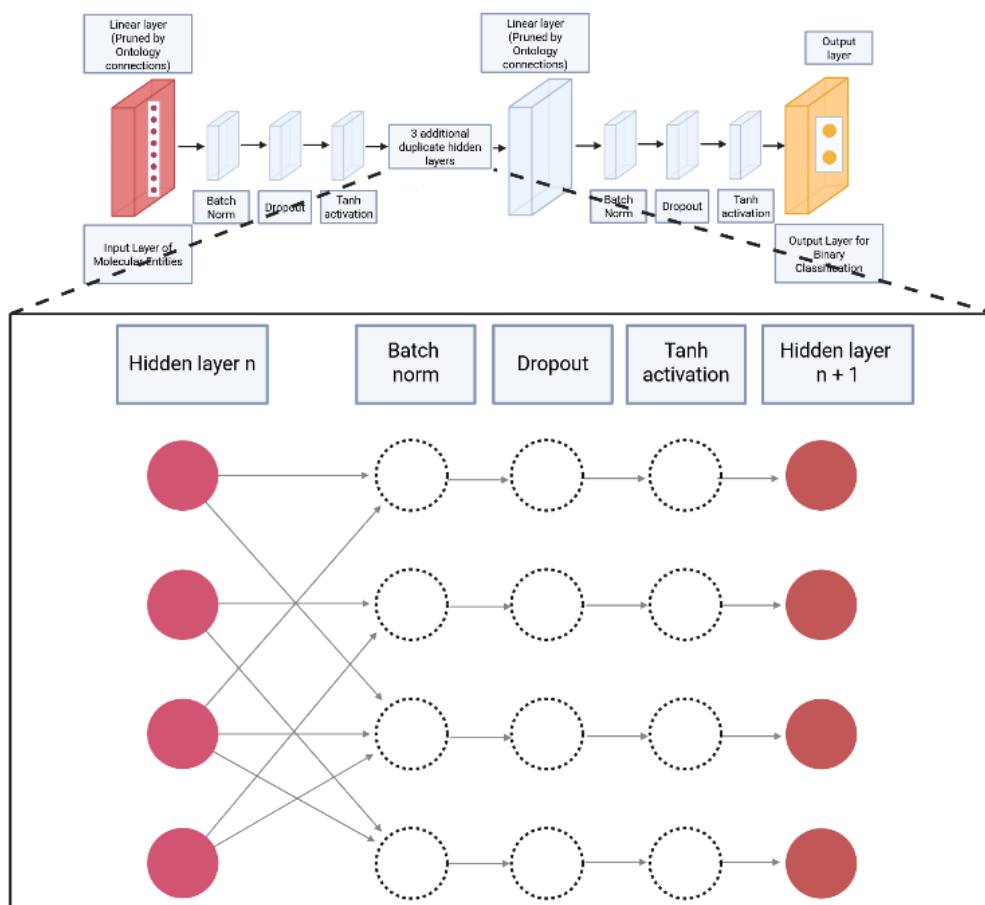 Linear layer
(Pruned by
Ontology
connections)
Linear layer
(Pruned by
Ontology
connections)
Output
layer
3 additional
duplicate hidden
layers
Batch
Norm
Dropout
Tanh
activation
Batch
Norm
Dropout
Tanh
activation
Input Layer of
Molecular Entities
Output Layer for
Binary
Classification
Hidden layer n
Batch
norm
Dropout
Tanh
activation
Hidden layer
n + 1